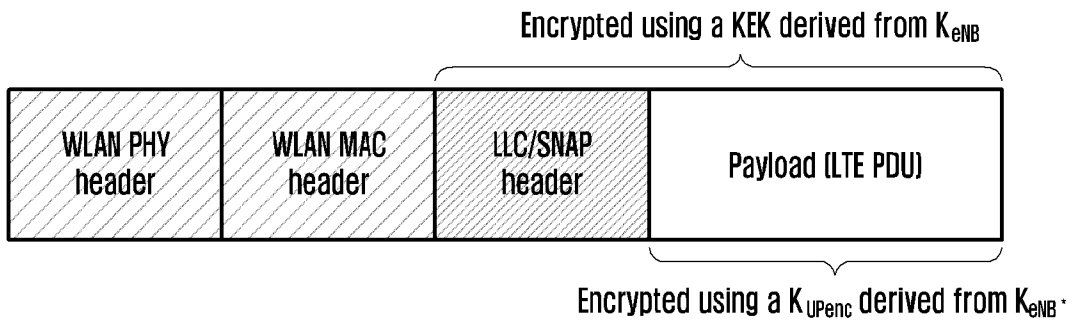 Encrypted using a KEK derived from KeNB
WLAN PHY
header
WLAN MAC
header
LLC/SNAP
header
Payload (LTE PDU)
Encrypted using a KUPenc derived from KeNB*